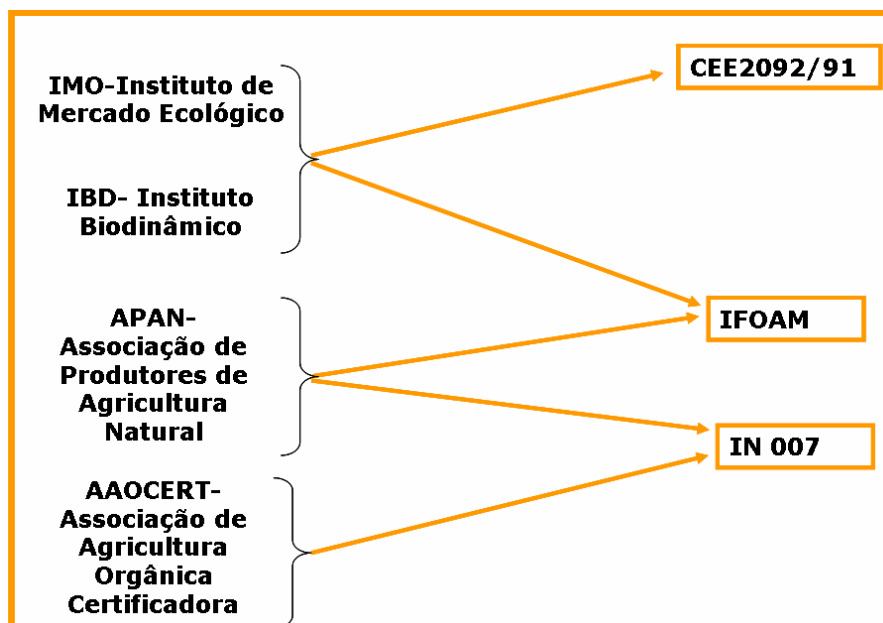 IMO-Instituto de
Mercado Ecológico
IBD- Instituto
Biodinâmico
APAN-
Associação de
Produtores de
Agricultura
Natural
AAOCERT-
Associação de
Agricultura
Orgânica
Certificadora
CEE2092/91
IFOAM
IN 007